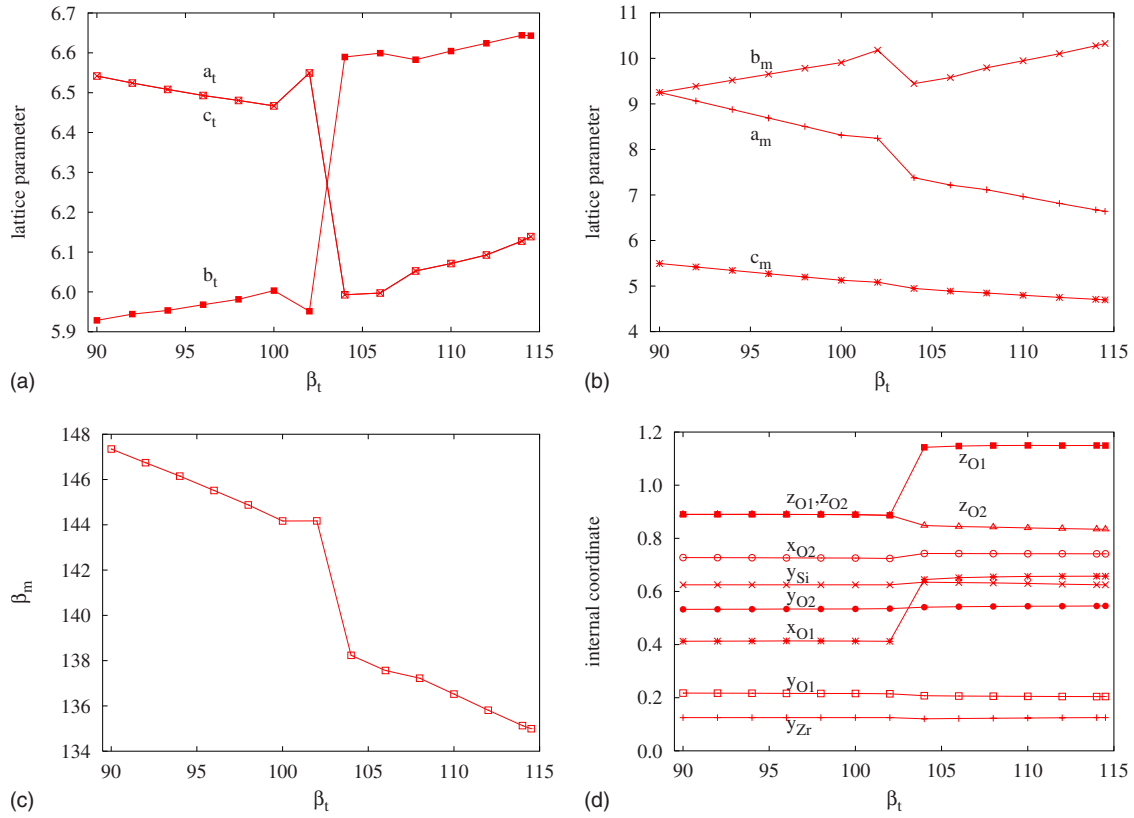 6.7
6.6
6.5
6.4
6.3
6.2
6.1
6.0
5.9
90 95 100 105 110 115
lattice parameter
a_t
c_t
b_t
β_t
(a)
11
10
9
8
7
6
5
4
90 95 100 105 110 115
lattice parameter
b_m
a_m
c_m
β_t
(b)
148
146
144
142
140
138
136
134
90 95 100 105 110 115
β_m
β_t
(c)
1.2
1.0
0.8
0.6
0.4
0.2
0.0
90 95 100 105 110 115
internal coordinate
z_O1
z_O1,z_O2
z_O2
x_O2
y_Si
y_O2
x_O1
y_O1
y_Zr
β_t
(d)